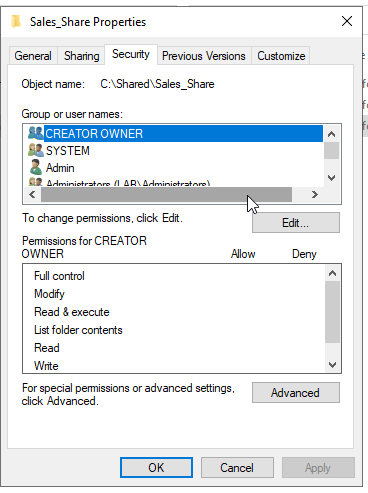 Sales_Share Properties
General Sharing Security Previous Versions Customize
Object name: C:\Shared\Sales_Share
Group or user names:
CREATOR OWNER
SYSTEM
Admin
Administrators (LAB\Administrators)
To change permissions, click Edit.
Edit...
Permissions for CREATOR
OWNER Allow Deny
Full control
Modify
Read & execute
List folder contents
Read
Write
For special permissions or advanced settings,
click Advanced.
Advanced
OK Cancel Apply